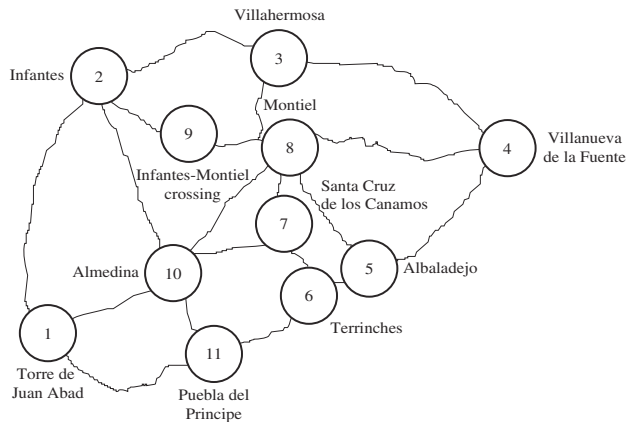 Villahermosa
3
Infantes
2
Montiel
9
8
4
Villanueva
de la Fuente
Infantes-Montiel
crossing
Santa Cruz
de los Canamos
7
Almedina
10
5
Albaladejo
6
Terrinches
1
11
Torre de
Juan Abad
Puebla del
Principe